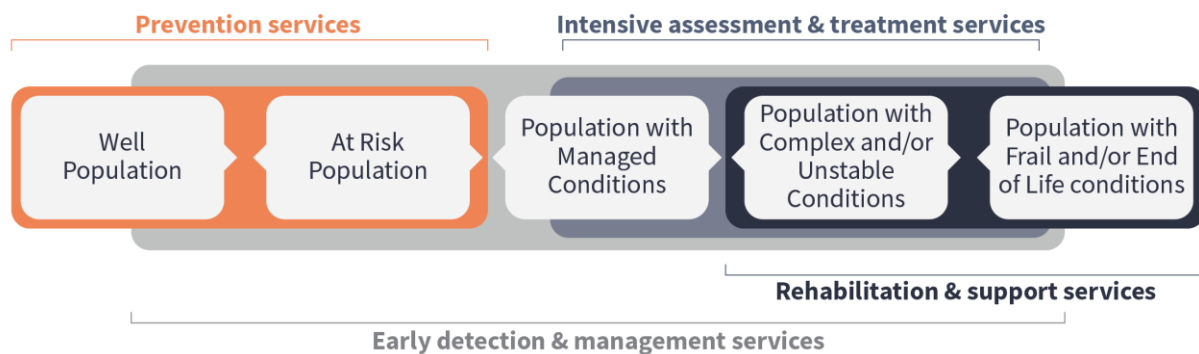 Prevention services
Intensive assessment & treatment services
Well
Population
At Risk
Population
Population with
Managed
Conditions
Population with
Complex and/or
Unstable
Conditions
Population with
Frail and/or End
of Life conditions
Rehabilitation & support services
Early detection & management services